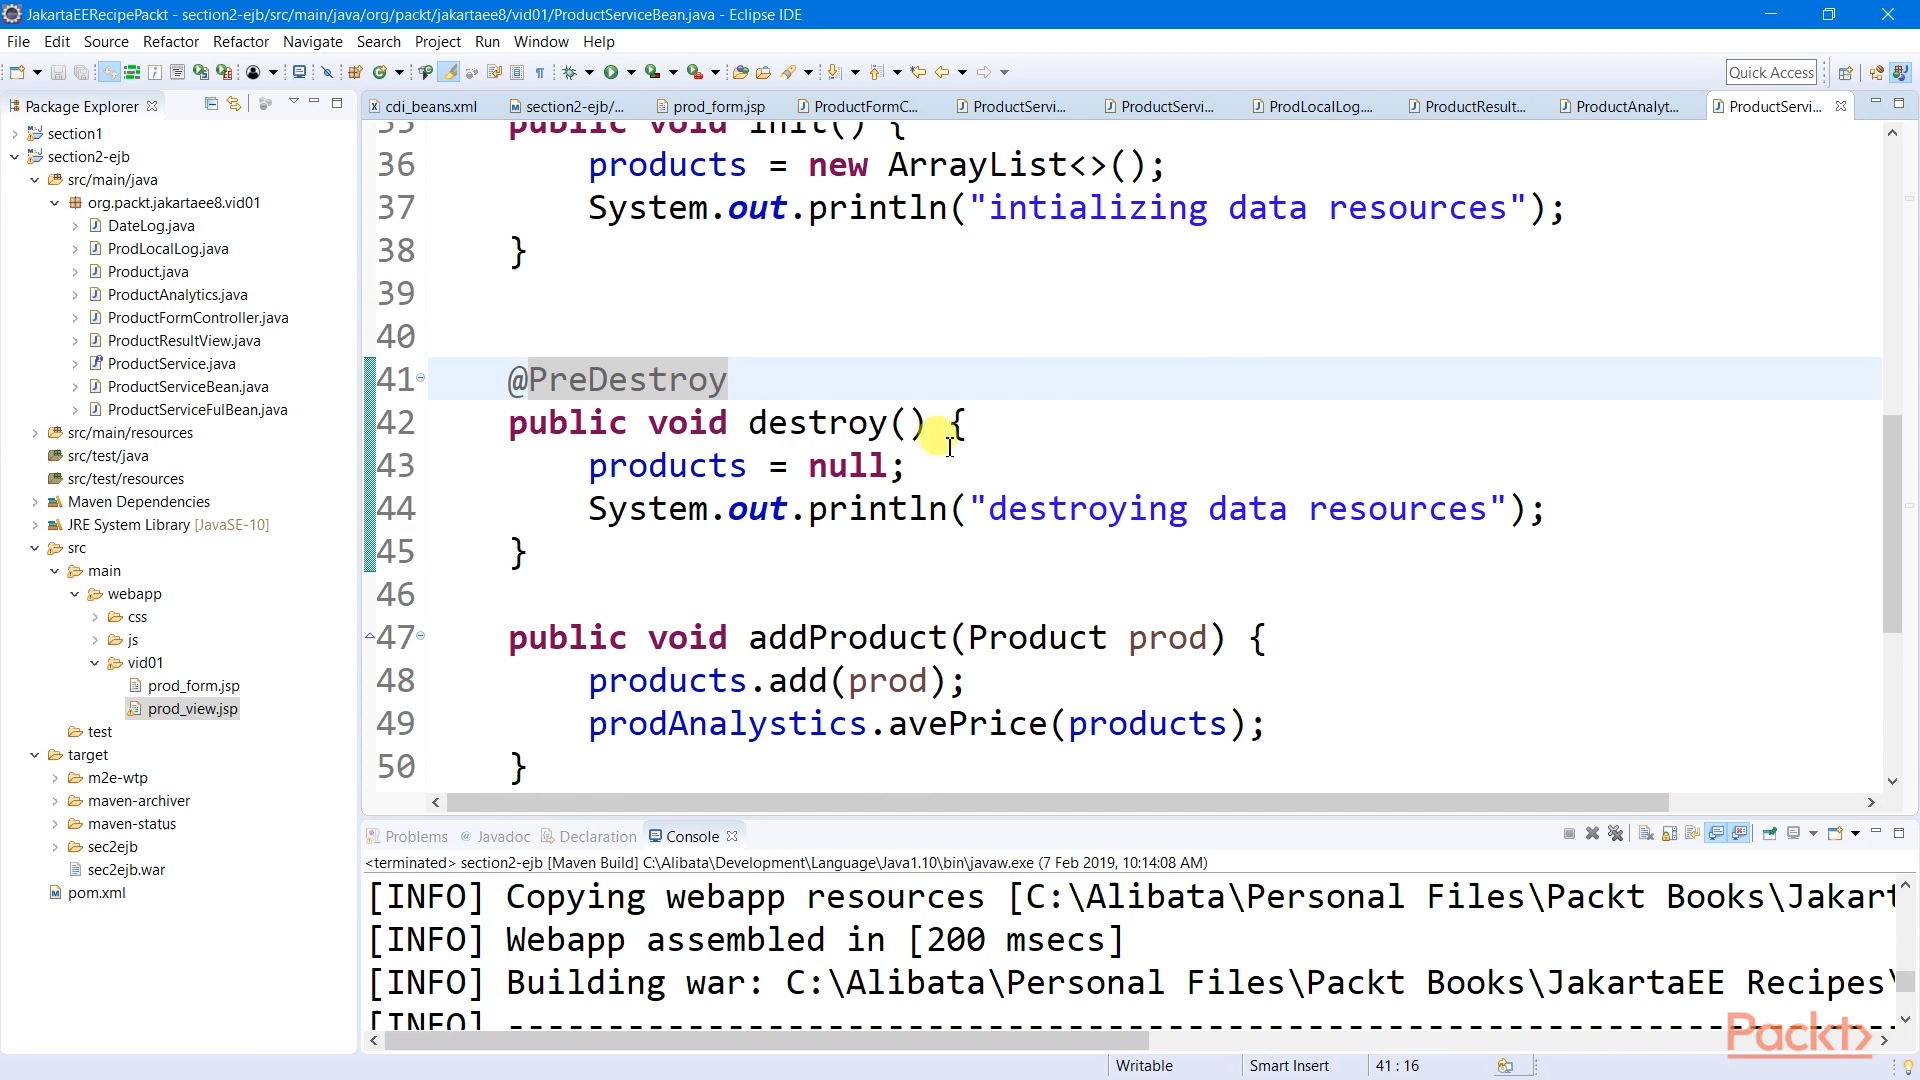 JakartaEERecipePackt - section2-ejb/src/main/java/org/packt/jakartaee8/vid01/ProductServiceBean.java - Eclipse IDE
File Edit Source Refactor Refactor Navigate Search Project Run Window Help
Quick Access
Package Explorer
cdi_beans.xml section2-ejb/... prod_form.jsp ProductFormC... ProductServi... ProductServi... ProdLocalLog.... ProductResult... ProductAnalyt... ProductServi...
section1
section2-ejb
src/main/java
org.packt.jakartaee8.vid01
DateLog.java
ProdLocalLog.java
Product.java
ProductAnalytics.java
ProductFormController.java
ProductResultView.java
ProductService.java
ProductServiceBean.java
ProductServiceFulBean.java
src/main/resources
src/test/java
src/test/resources
Maven Dependencies
JRE System Library [JavaSE-10]
src
main
webapp
css
js
vid01
prod_form.jsp
prod_view.jsp
test
target
m2e-wtp
maven-archiver
maven-status
sec2ejb
sec2ejb.war
pom.xml
35 public void init() {
36 products = new ArrayList<>();
37 System.out.println("intializing data resources");
38 }
39
40
41 @PreDestroy
42 public void destroy() {
43 products = null;
44 System.out.println("destroying data resources");
45 }
46
47 public void addProduct(Product prod) {
48 products.add(prod);
49 prodAnalystics.avePrice(products);
50 }
Problems @ Javadoc Declaration Console
<terminated> section2-ejb [Maven Build] C:\Alibata\Development\Language\Java1.10\bin\javaw.exe (7 Feb 2019, 10:14:08 AM)
[INFO] Copying webapp resources [C:\Alibata\Personal Files\Packt Books\Jakart
[INFO] Webapp assembled in [200 msecs]
[INFO] Building war: C:\Alibata\Personal Files\Packt Books\JakartaEE Recipes\
[INFO] ------------------------------------------------------------------------
Packt>
Writable Smart Insert 41 : 16